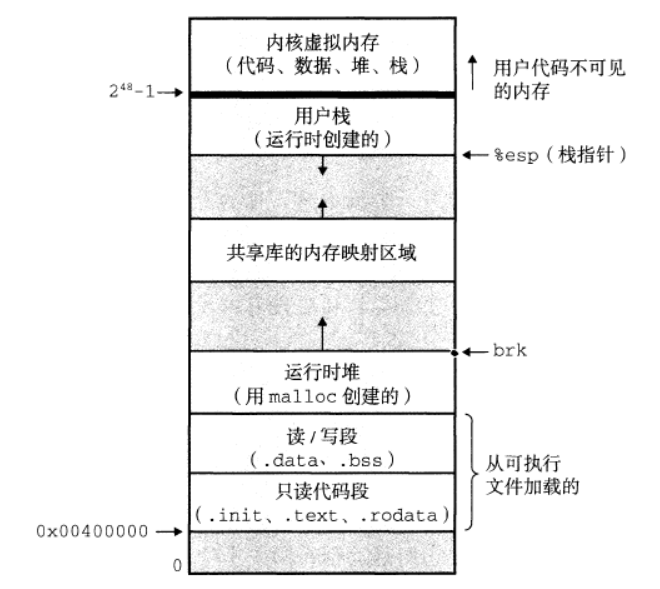 内核虚拟内存
（代码、数据、堆、栈）
用户代码不可见
的内存
2⁴⁸-1
用户栈
（运行时创建的）
%esp（栈指针）
共享库的内存映射区域
brk
运行时堆
（用 malloc 创建的）
读/写段
（.data、.bss）
从可执行
文件加载的
只读代码段
（.init、.text、.rodata）
0x00400000
0